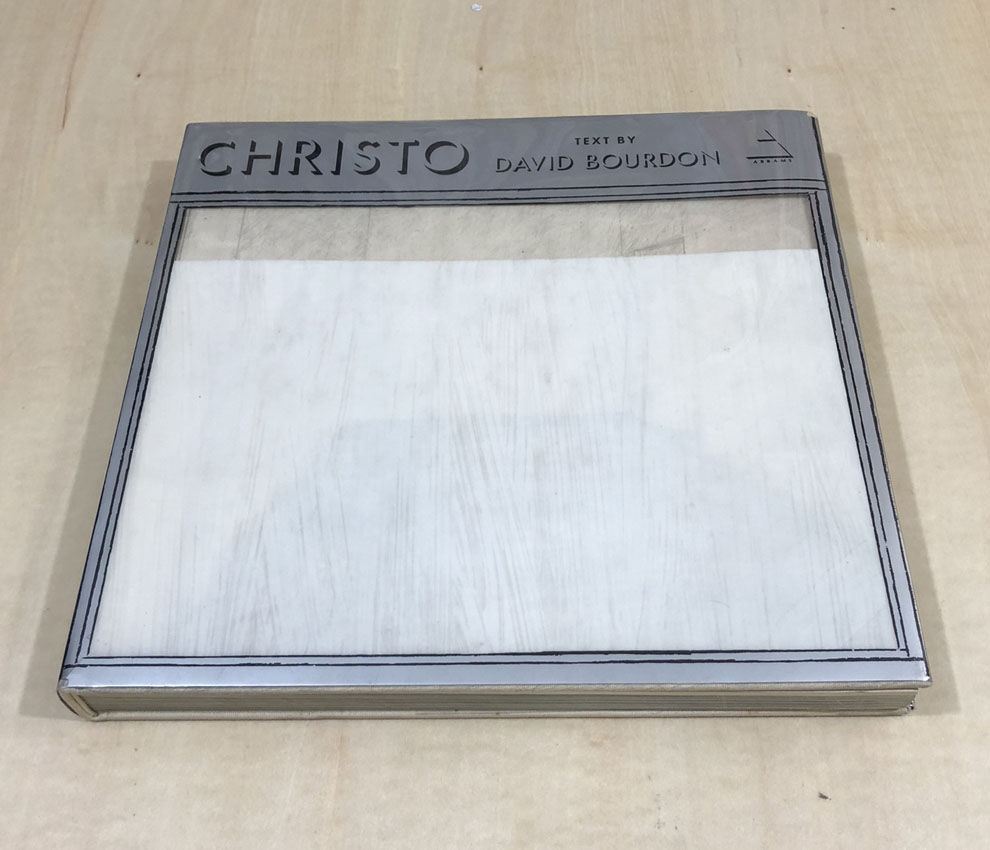 CHRISTO
TEXT BY
DAVID BOURDON
ABRAMS